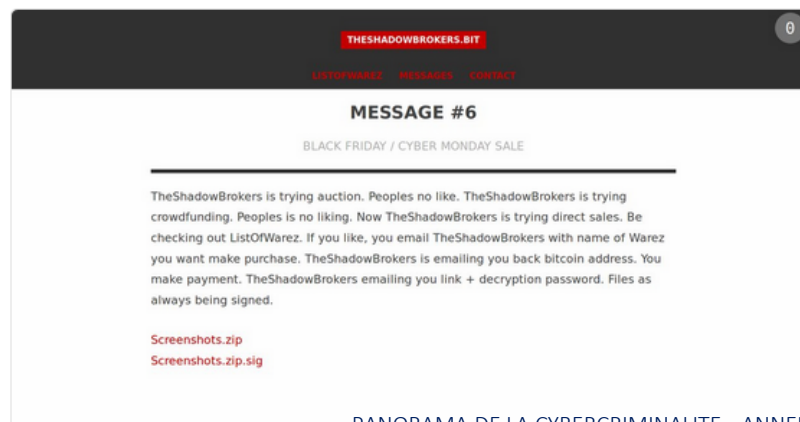 0
THESHADOWBROKERS.BIT
LISTOFWAREZ MESSAGES CONTACT
MESSAGE #6
BLACK FRIDAY / CYBER MONDAY SALE
TheShadowBrokers is trying auction. Peoples no like. TheShadowBrokers is trying
crowdfunding. Peoples is no liking. Now TheShadowBrokers is trying direct sales. Be
checking out ListOfWarez. If you like, you email TheShadowBrokers with name of Warez
you want make purchase. TheShadowBrokers is emailing you back bitcoin address. You
make payment. TheShadowBrokers emailing you link + decryption password. Files as
always being signed.
Screenshots.zip
Screenshots.zip.sig
PANORAMA DE LA CYBERCRIMINALITE